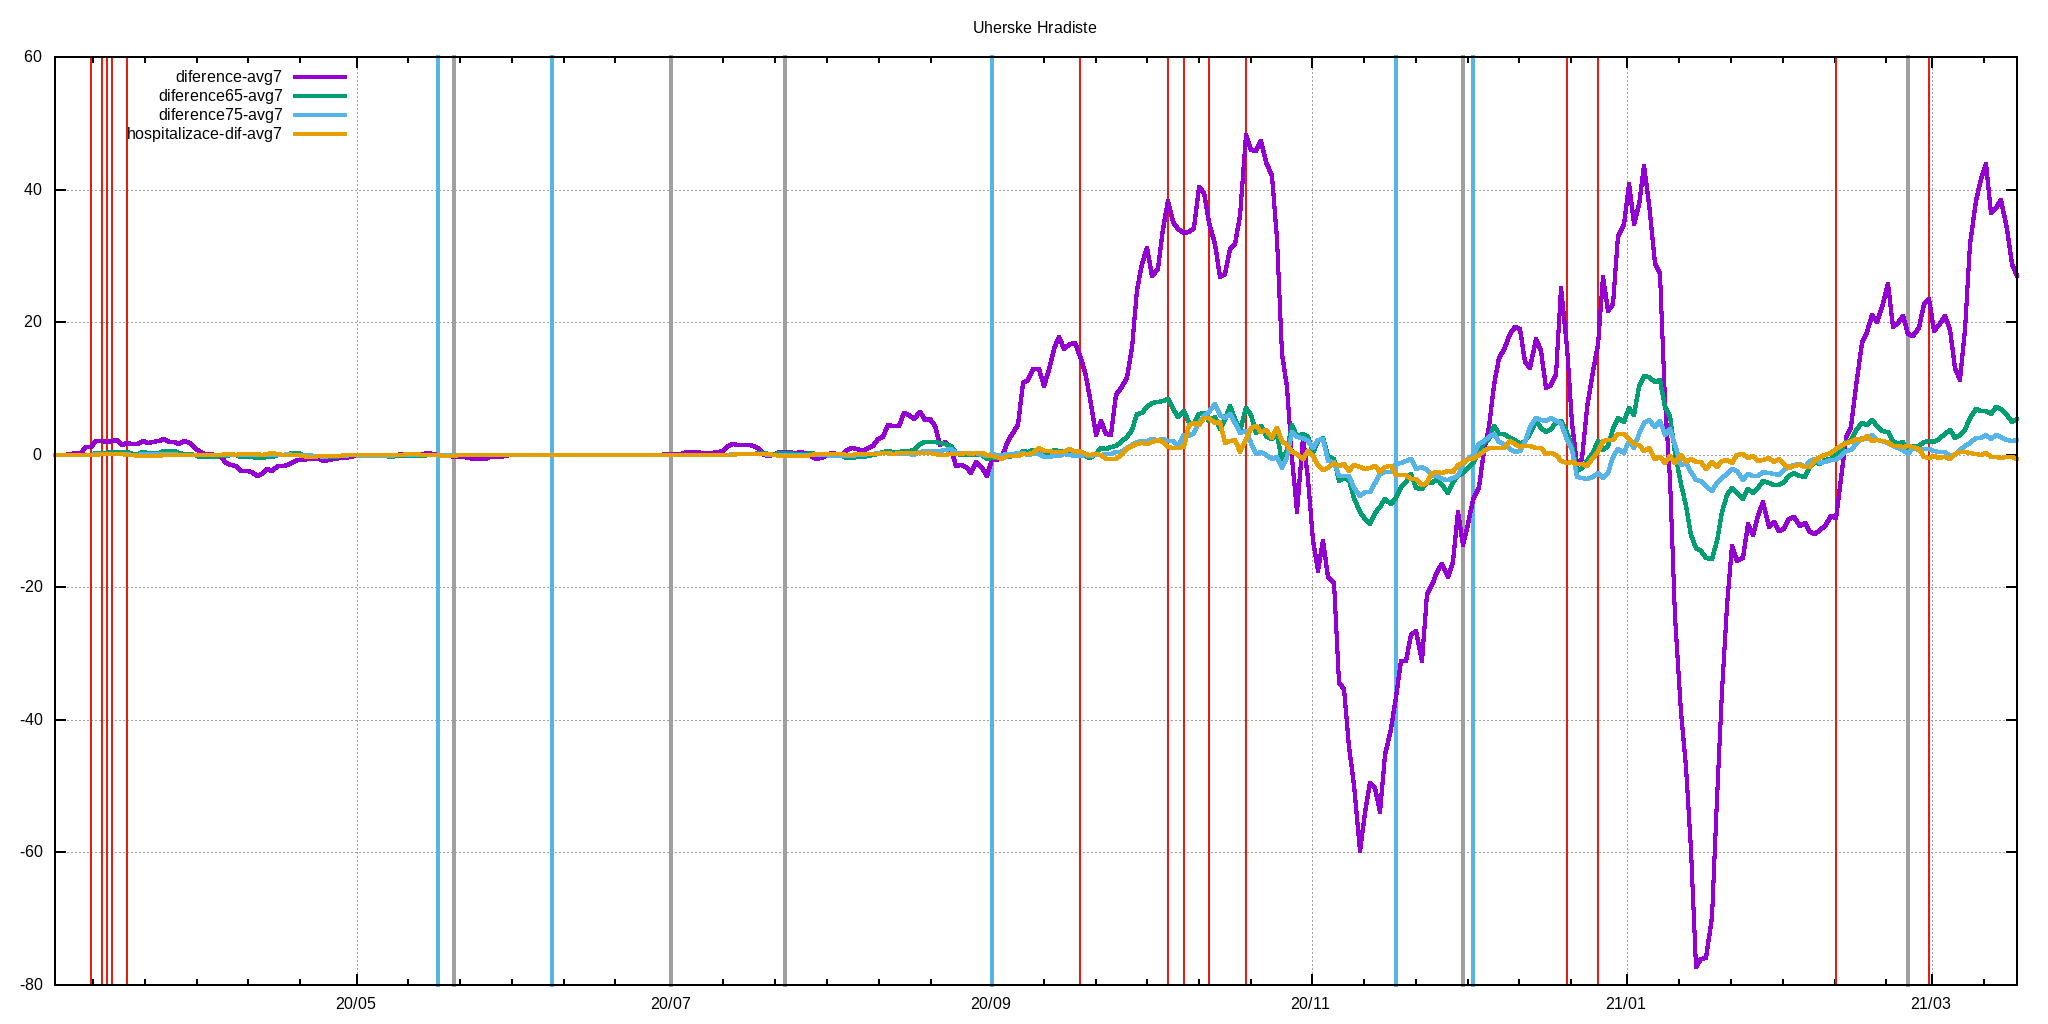 Uherske Hradiste
diference-avg7
diference65-avg7
diference75-avg7
hospitalizace-dif-avg7
60
40
20
0
-20
-40
-60
-80
20/05 20/07 20/09 20/11 21/01 21/03